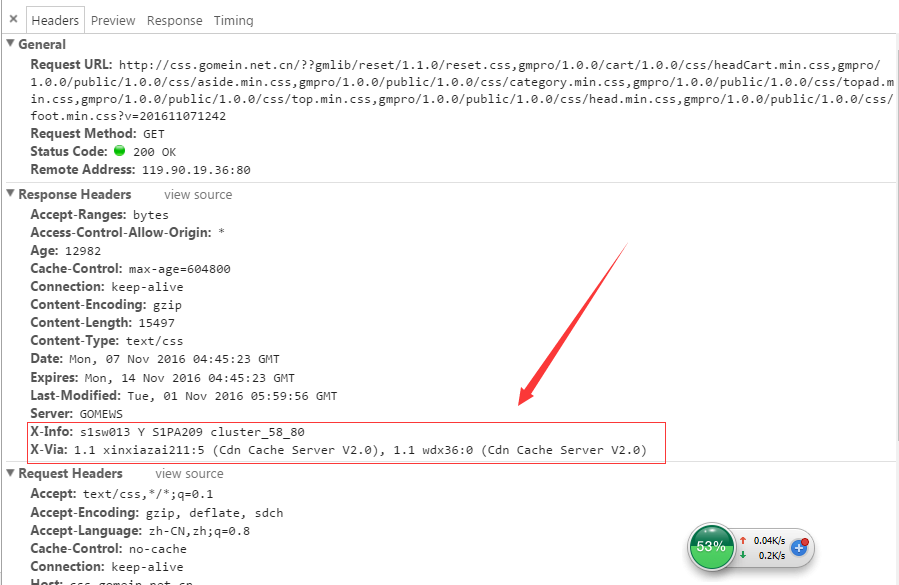 × Headers Preview Response Timing
▼ General
Request URL: http://css.gomein.net.cn/??gmlib/reset/1.1.0/reset.css,gmpro/1.0.0/cart/1.0.0/css/headCart.min.css,gmpro/
1.0.0/public/1.0.0/css/aside.min.css,gmpro/1.0.0/public/1.0.0/css/category.min.css,gmpro/1.0.0/public/1.0.0/css/topad.m
in.css,gmpro/1.0.0/public/1.0.0/css/top.min.css,gmpro/1.0.0/public/1.0.0/css/head.min.css,gmpro/1.0.0/public/1.0.0/css/
foot.min.css?v=201611071242
Request Method: GET
Status Code: 200 OK
Remote Address: 119.90.19.36:80
▼ Response Headers view source
Accept-Ranges: bytes
Access-Control-Allow-Origin: *
Age: 12982
Cache-Control: max-age=604800
Connection: keep-alive
Content-Encoding: gzip
Content-Length: 15497
Content-Type: text/css
Date: Mon, 07 Nov 2016 04:45:23 GMT
Expires: Mon, 14 Nov 2016 04:45:23 GMT
Last-Modified: Tue, 01 Nov 2016 05:59:56 GMT
Server: GOMEWS
X-Info: s1sw013 Y S1PA209 cluster_58_80
X-Via: 1.1 xinxiazai211:5 (Cdn Cache Server V2.0), 1.1 wdx36:0 (Cdn Cache Server V2.0)
▼ Request Headers view source
Accept: text/css,*/*;q=0.1
Accept-Encoding: gzip, deflate, sdch
Accept-Language: zh-CN,zh;q=0.8
Cache-Control: no-cache
Connection: keep-alive
Host: css.gomein.net.cn
53%
↑ 0.04K/s
↓ 0.2K/s